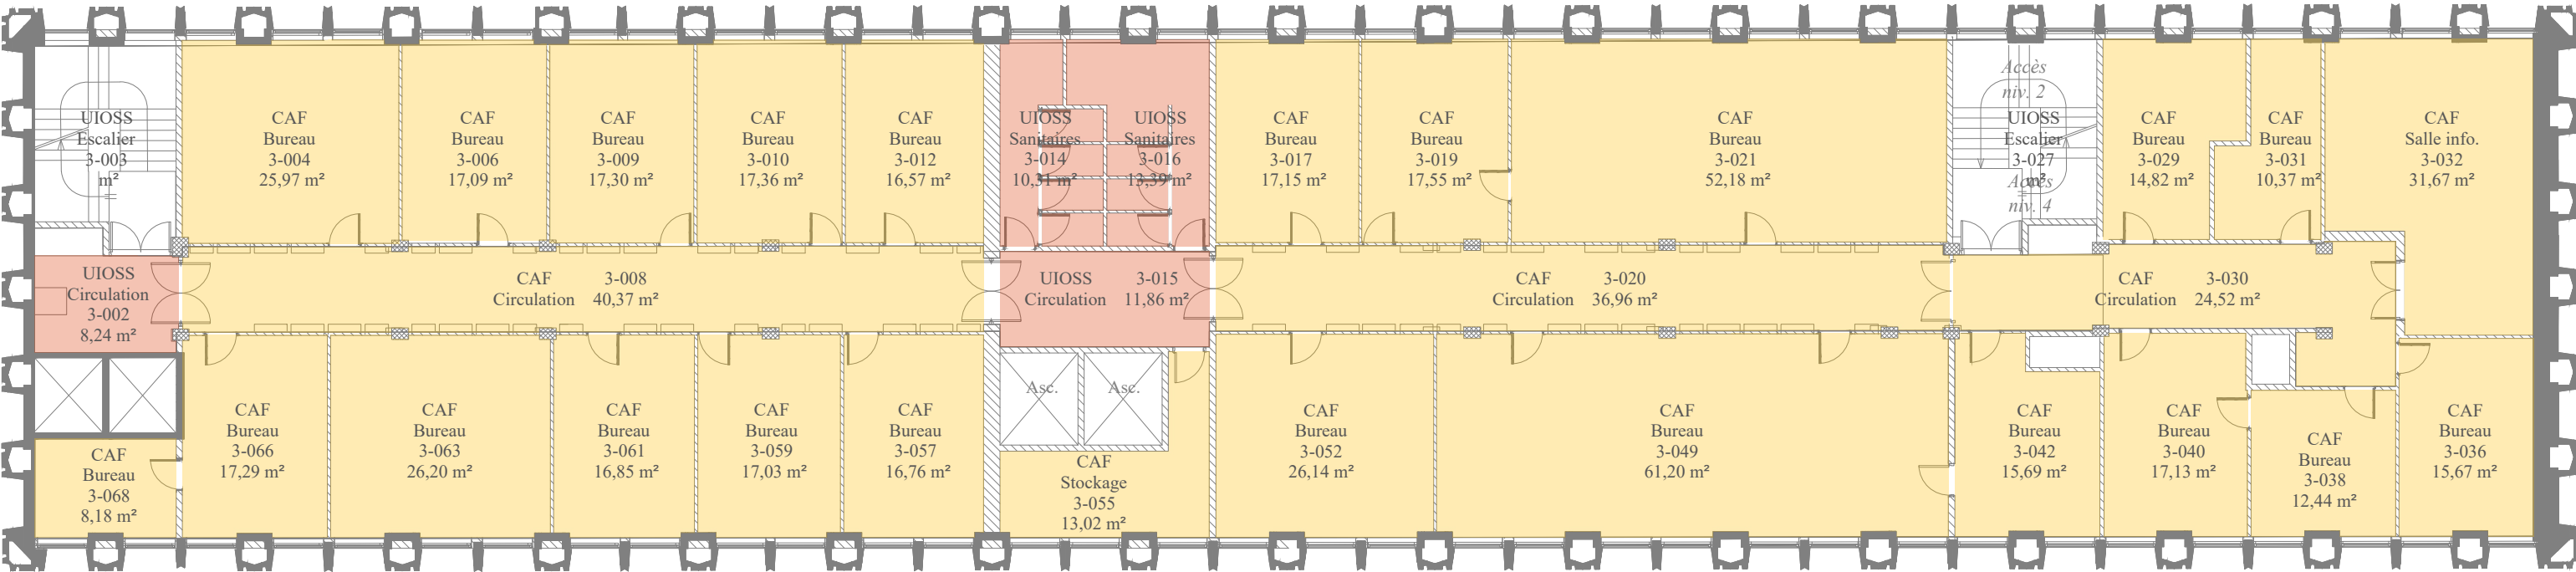 UIOSS
Escalier
3-003
m²
CAF
Bureau
3-004
25,97 m²
CAF
Bureau
3-006
17,09 m²
CAF
Bureau
3-009
17,30 m²
CAF
Bureau
3-010
17,36 m²
CAF
Bureau
3-012
16,57 m²
UIOSS
Sanitaires
3-014
10,31 m²
UIOSS
Sanitaires
3-016
13,39 m²
CAF
Bureau
3-017
17,15 m²
CAF
Bureau
3-019
17,55 m²
CAF
Bureau
3-021
52,18 m²
Accès
niv. 2
UIOSS
Escalier
3-027
m²
Accès
niv. 4
CAF
Bureau
3-029
14,82 m²
CAF
Bureau
3-031
10,37 m²
CAF
Salle info.
3-032
31,67 m²
UIOSS
Circulation
3-002
8,24 m²
CAF 3-008
Circulation 40,37 m²
UIOSS 3-015
Circulation 11,86 m²
CAF 3-020
Circulation 36,96 m²
CAF 3-030
Circulation 24,52 m²
CAF
Bureau
3-068
8,18 m²
CAF
Bureau
3-066
17,29 m²
CAF
Bureau
3-063
26,20 m²
CAF
Bureau
3-061
16,85 m²
CAF
Bureau
3-059
17,03 m²
CAF
Bureau
3-057
16,76 m²
Asc.
Asc.
CAF
Stockage
3-055
13,02 m²
CAF
Bureau
3-052
26,14 m²
CAF
Bureau
3-049
61,20 m²
CAF
Bureau
3-042
15,69 m²
CAF
Bureau
3-040
17,13 m²
CAF
Bureau
3-038
12,44 m²
CAF
Bureau
3-036
15,67 m²